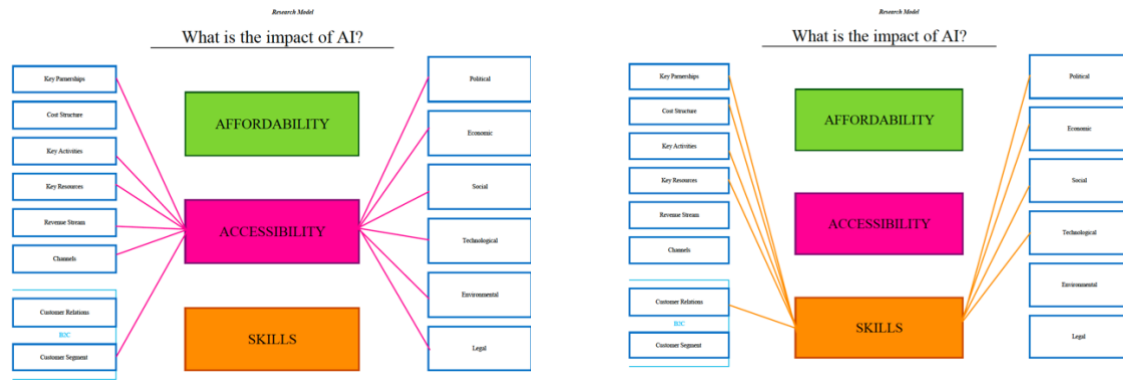 Research Model
What is the impact of AI?
Key Parnerships
Cost Structure
Key Activities
Key Resources
Revenue Stream
Channels
Customer Relations
B2C
Customer Segment
AFFORDABILITY
ACCESSIBILITY
SKILLS
Political
Economic
Social
Technological
Environmental
Legal
Research Model
What is the impact of AI?
Key Parnerships
Cost Structure
Key Activities
Key Resources
Revenue Stream
Channels
Customer Relations
B2C
Customer Segment
AFFORDABILITY
ACCESSIBILITY
SKILLS
Political
Economic
Social
Technological
Environmental
Legal